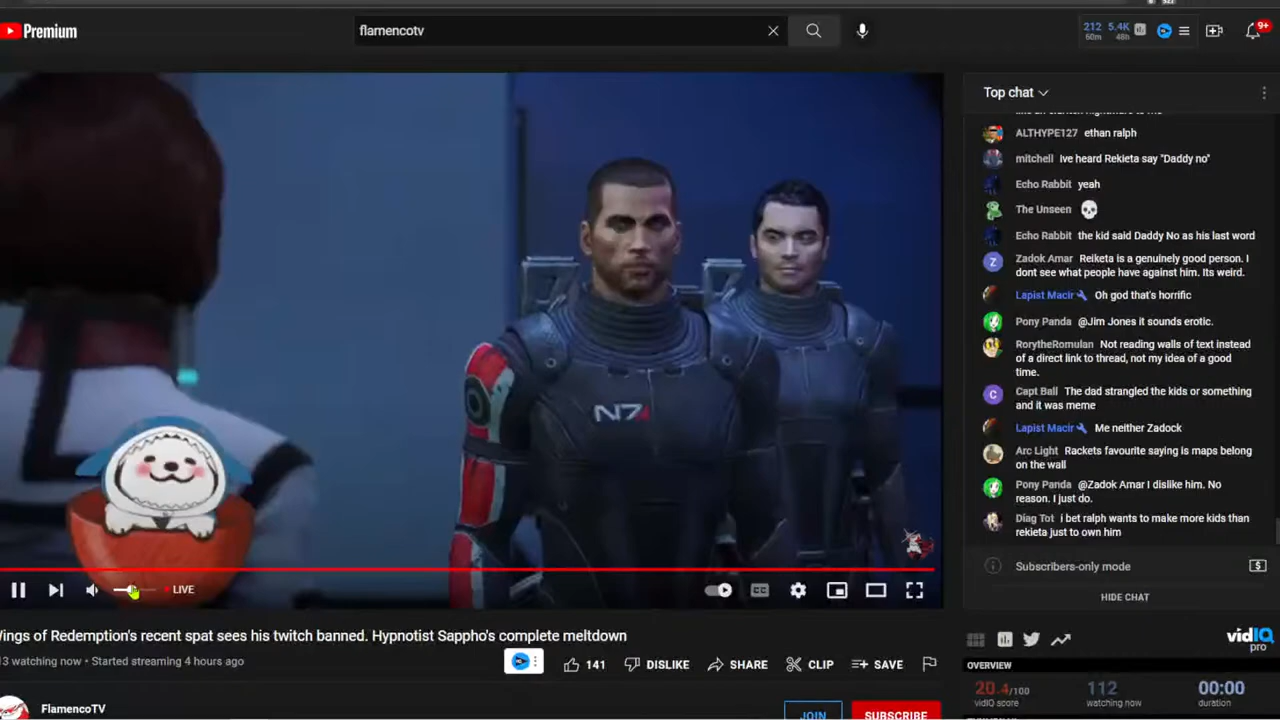 Premium
flamencotv
212
60m
5.4K
48h
9+
Top chat
ALTHYPE127 ethan ralph
mitchell Ive heard Rekieta say "Daddy no"
Echo Rabbit yeah
The Unseen
Echo Rabbit the kid said Daddy No as his last word
Z
Zadok Amar Reiketa is a genuinely good person. I
dont see what people have against him. Its weird.
Lapist Macir Oh god that's horrific
Pony Panda @Jim Jones it sounds erotic.
RorytheRomulan Not reading walls of text instead
of a direct link to thread, not my idea of a good
time.
C
Capt Ball The dad strangled the kids or something
and it was meme
Lapist Macir Me neither Zadock
Arc Light Rackets favourite saying is maps belong
on the wall
Pony Panda @Zadok Amar I dislike him. No
reason. I just do.
Diag Tot i bet ralph wants to make more kids than
rekieta just to own him
Subscribers-only mode
HIDE CHAT
N7
LIVE
CC
Wings of Redemption's recent spat sees his twitch banned. Hypnotist Sappho's complete meltdown
3 watching now • Started streaming 4 hours ago
141
DISLIKE
SHARE
CLIP
SAVE
FlamencoTV
JOIN
SUBSCRIBE
vidIQ
pro
OVERVIEW
20.4/100
vidIQ score
112
watching now
00:00
duration